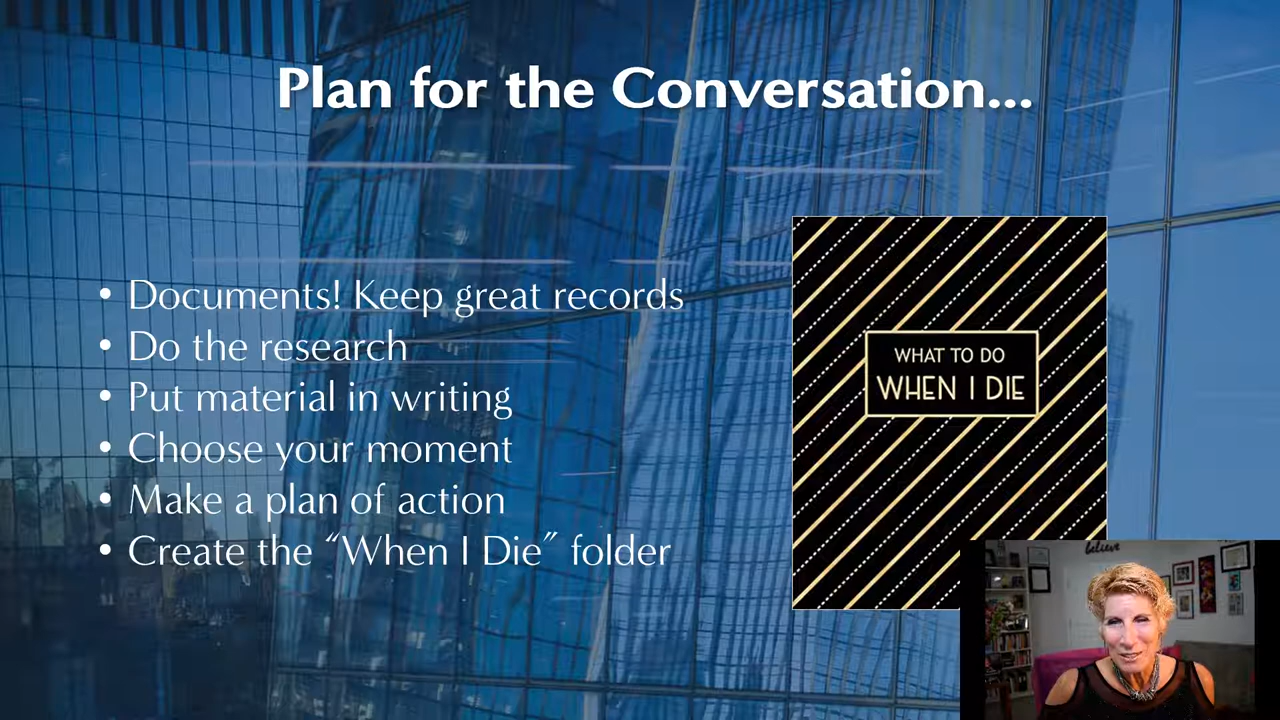 Plan for the Conversation...
• Documents! Keep great records
• Do the research
• Put material in writing
• Choose your moment
• Make a plan of action
• Create the “When I Die” folder
WHAT TO DO
WHEN I DIE
believe